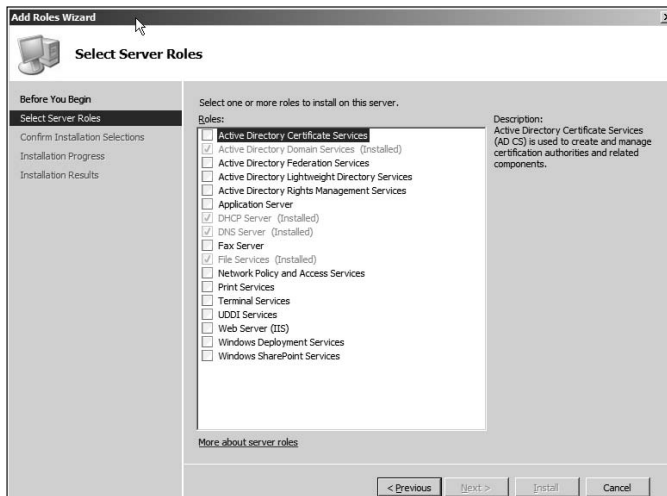 Add Roles Wizard
Select Server Roles
Before You Begin
Select Server Roles
Confirm Installation Selections
Installation Progress
Installation Results
Select one or more roles to install on this server.
Roles:
Active Directory Certificate Services
Active Directory Domain Services (Installed)
Active Directory Federation Services
Active Directory Lightweight Directory Services
Active Directory Rights Management Services
Application Server
DHCP Server (Installed)
DNS Server (Installed)
Fax Server
File Services (Installed)
Network Policy and Access Services
Print Services
Terminal Services
UDDI Services
Web Server (IIS)
Windows Deployment Services
Windows SharePoint Services
More about server roles
Description:
Active Directory Certificate Services
(AD CS) is used to create and manage
certification authorities and related
components.
< Previous
Next >
Install
Cancel